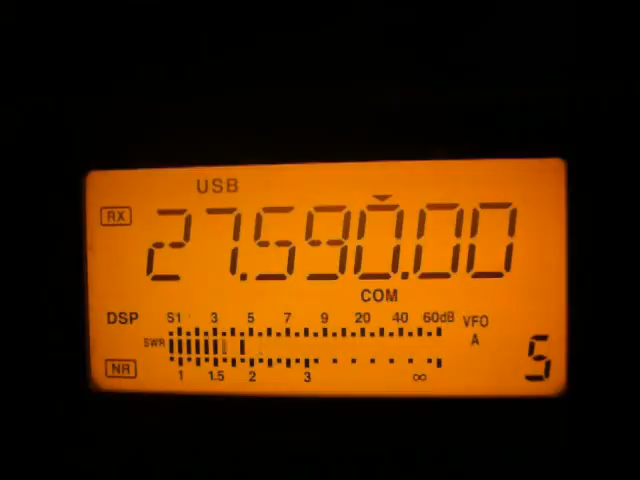 USB
RX 27.590.00
COM
DSP S1 3 5 7 9 20 40 60dB VFO
SWR A
1 1.5 2 3 ∞
NR 5